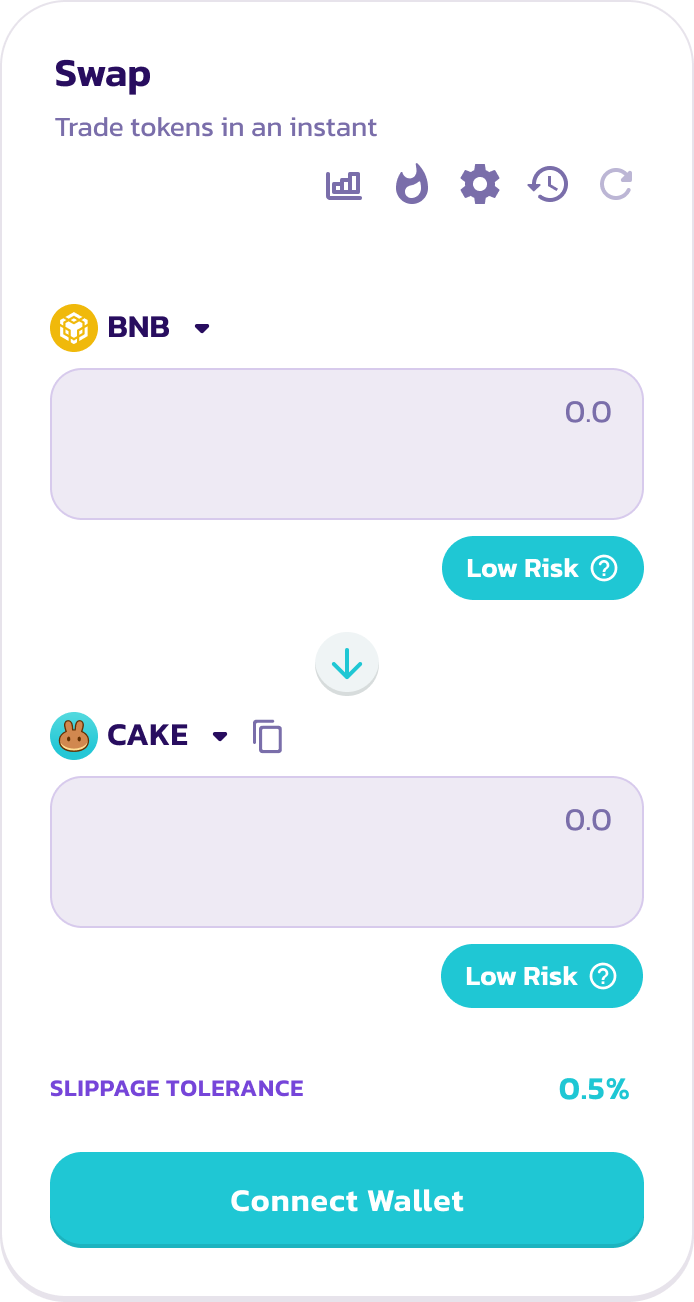 Swap
Trade tokens in an instant
BNB
0.0
Low Risk ?
CAKE
0.0
Low Risk ?
SLIPPAGE TOLERANCE 0.5%
Connect Wallet